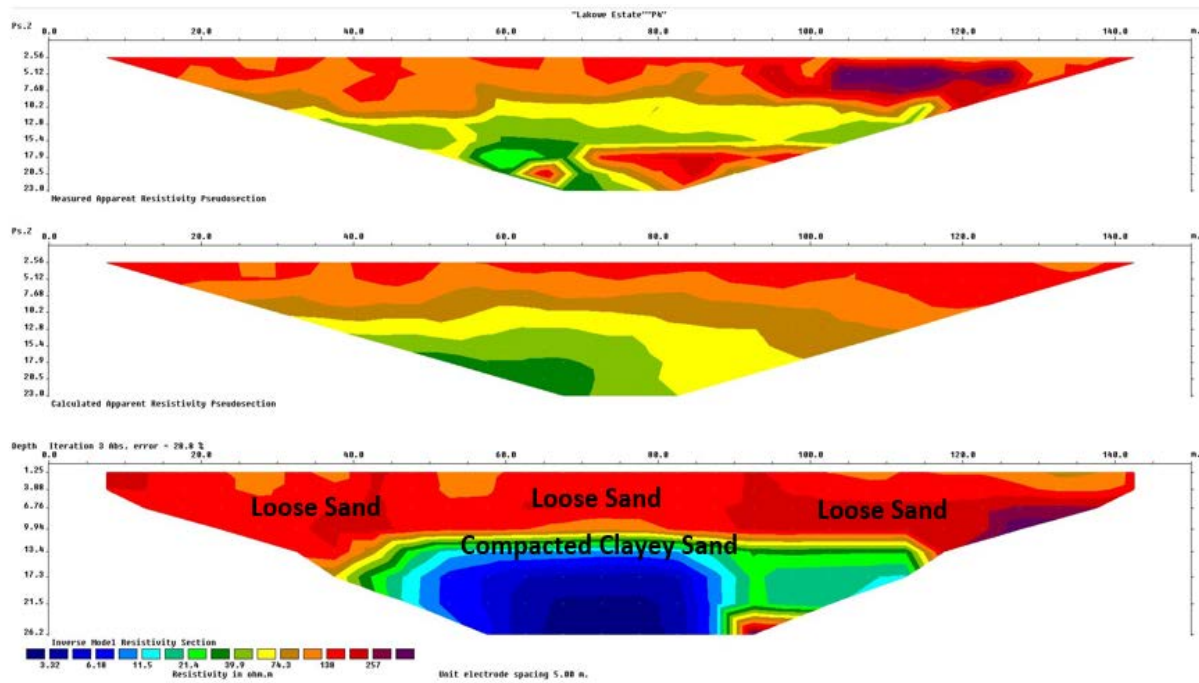 "Lakowe Estate""P4"
Ps.Z 0.0 20.0 40.0 60.0 80.0 100.0 120.0 140.0 m.
2.56
5.12
7.68
10.2
12.8
15.4
17.9
20.5
23.0
Measured Apparent Resistivity Pseudosection
Ps.Z 0.0 20.0 40.0 60.0 80.0 100.0 120.0 140.0 m.
2.56
5.12
7.68
10.2
12.8
15.4
17.9
20.5
23.0
Calculated Apparent Resistivity Pseudosection
Depth Iteration 3 Abs. error = 20.8 %
0.0 20.0 40.0 60.0 80.0 100.0 120.0 140.0 m.
1.25
3.88
6.76
9.94
13.4
17.3
21.5
26.2
Loose Sand Loose Sand Loose Sand
Compacted Clayey Sand
Inverse Model Resistivity Section
3.32 6.18 11.5 21.4 39.9 74.3 138 257
Resistivity in ohm.m Unit electrode spacing 5.00 m.